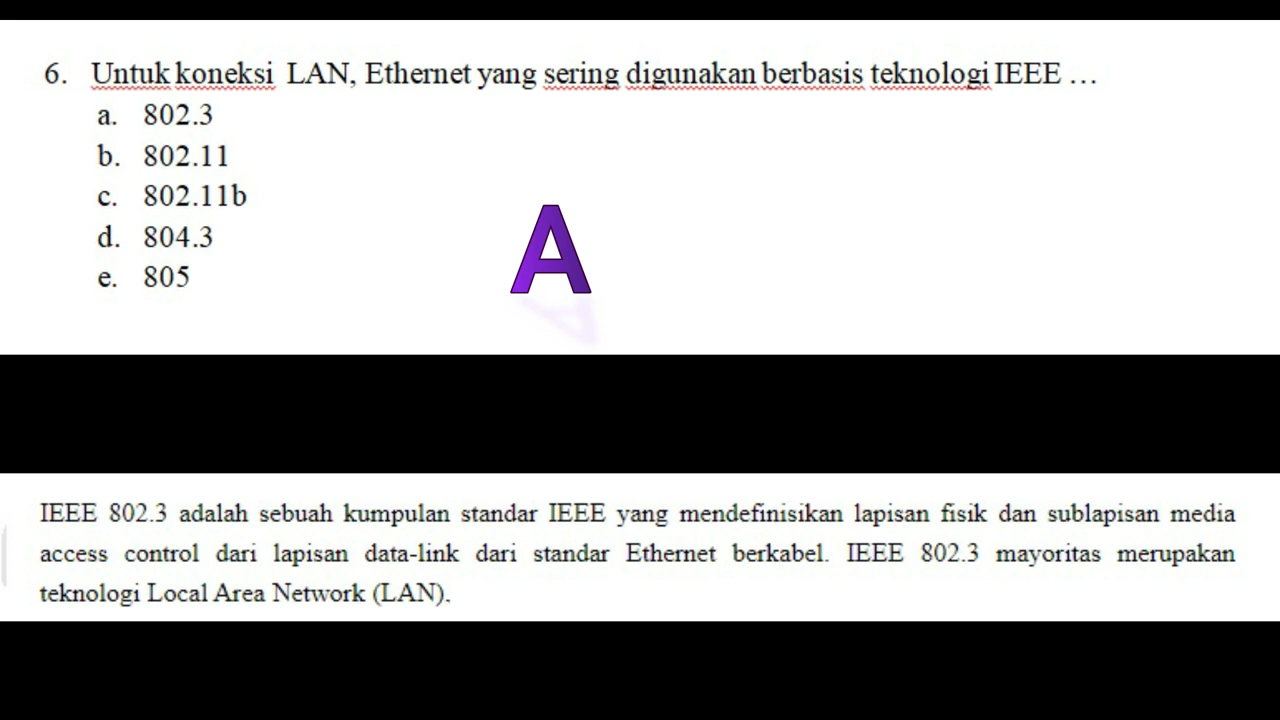 6. Untuk koneksi LAN, Ethernet yang sering digunakan berbasis teknologi IEEE …
a. 802.3
b. 802.11
c. 802.11b
d. 804.3
e. 805
A
IEEE 802.3 adalah sebuah kumpulan standar IEEE yang mendefinisikan lapisan fisik dan sublapisan media
access control dari lapisan data-link dari standar Ethernet berkabel. IEEE 802.3 mayoritas merupakan
teknologi Local Area Network (LAN).